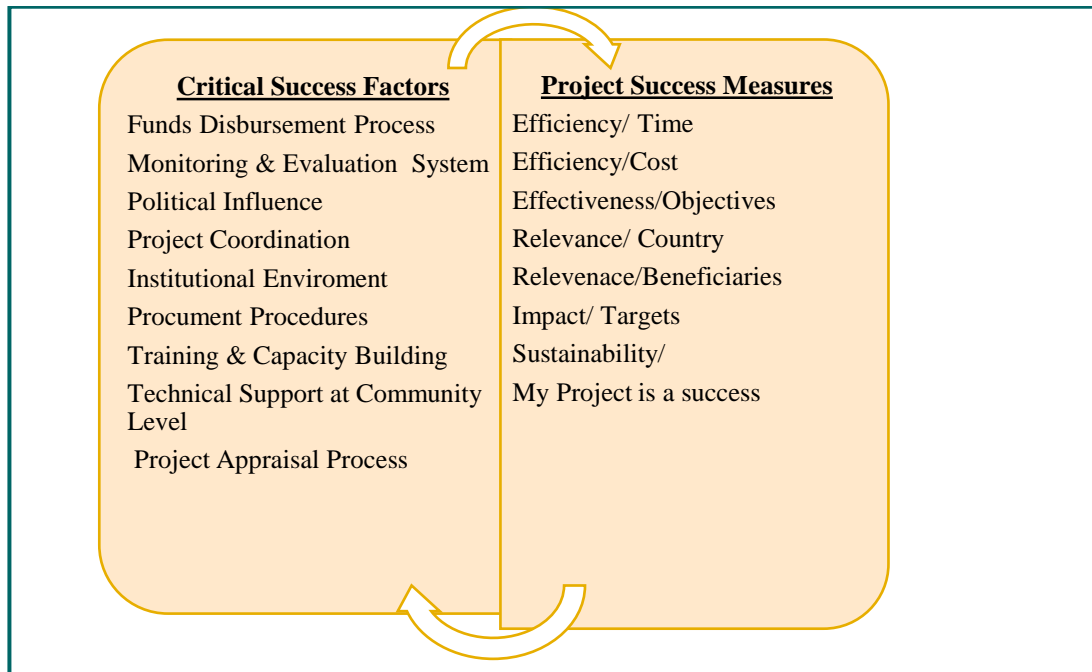 Critical Success Factors
Funds Disbursement Process
Monitoring & Evaluation System
Political Influence
Project Coordination
Institutional Enviroment
Procument Procedures
Training & Capacity Building
Technical Support at Community
Level
Project Appraisal Process
Project Success Measures
Efficiency/ Time
Efficiency/Cost
Effectiveness/Objectives
Relevance/ Country
Relevenace/Beneficiaries
Impact/ Targets
Sustainability/
My Project is a success